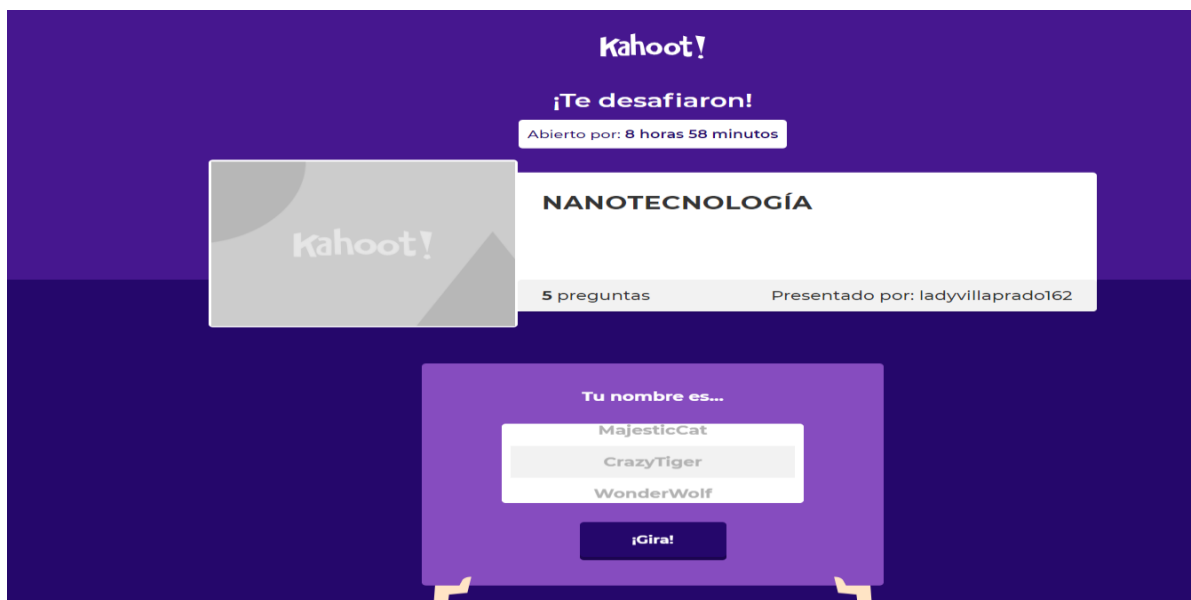 Kahoot!
¡Te desafiaron!
Abierto por: 8 horas 58 minutos
Kahoot!
NANOTECNOLOGÍA
5 preguntas Presentado por: ladyvillaprado162
Tu nombre es...
MajesticCat
CrazyTiger
WonderWolf
¡Gira!